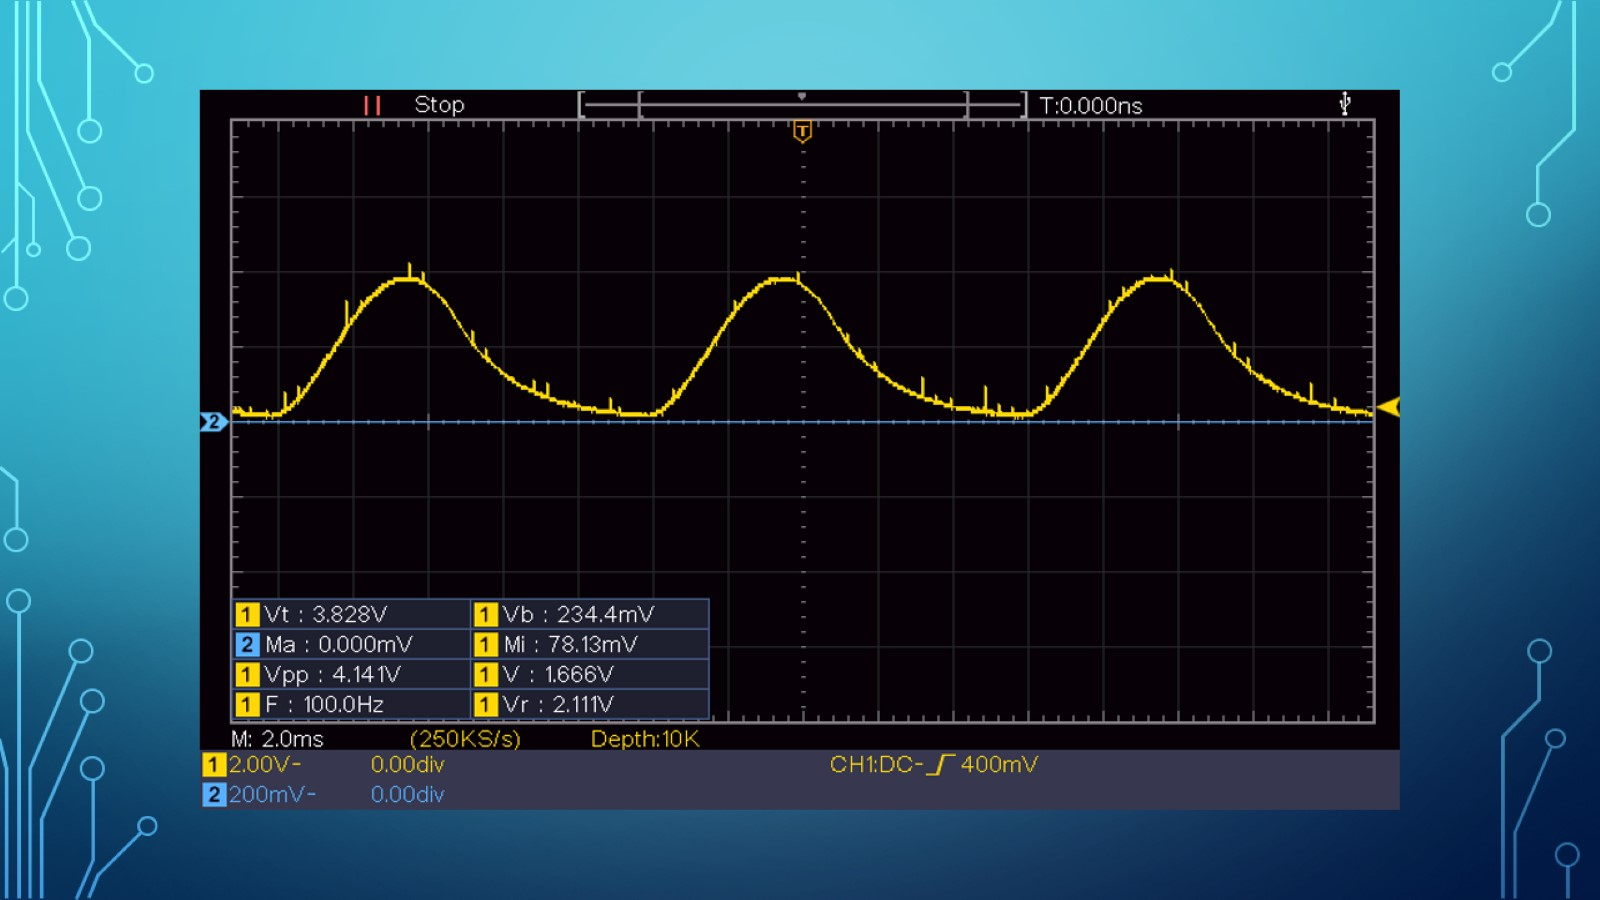 Stop T:0.000ns
T
2
1 Vt : 3.828V 1 Vb : 234.4mV
2 Ma : 0.000mV 1 Mi : 78.13mV
1 Vpp : 4.141V 1 V : 1.666V
1 F : 100.0Hz 1 Vr : 2.111V
M: 2.0ms (250KS/s) Depth:10K
1 2.00V- 0.00div CH1:DC- 400mV
2 200mV- 0.00div